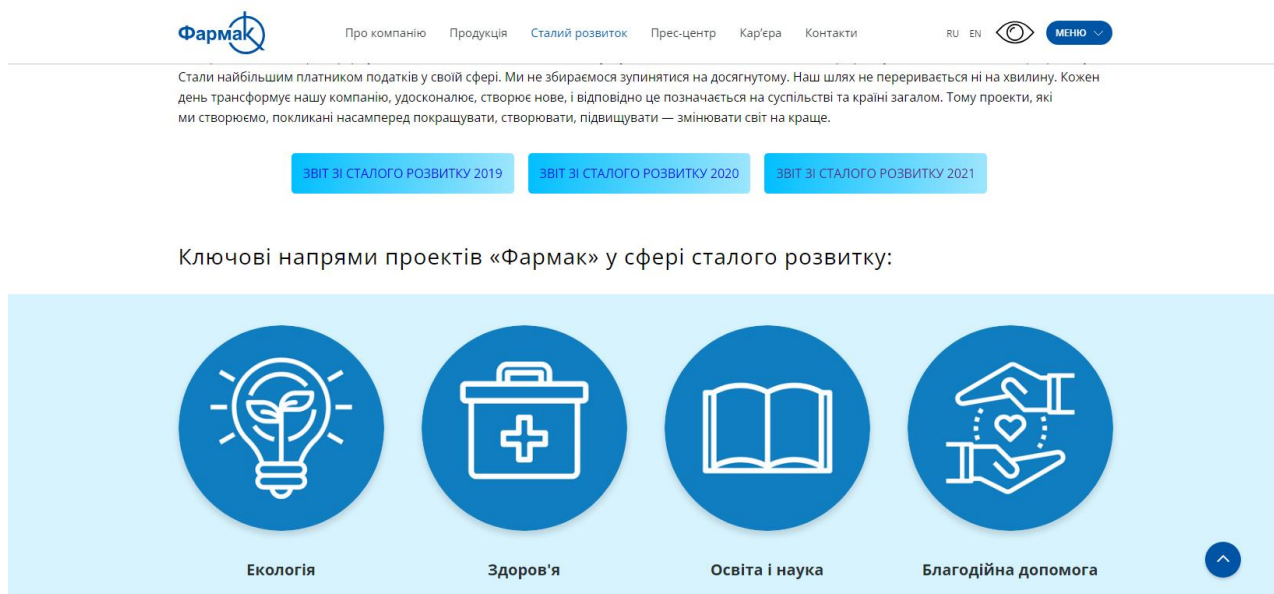 Фармак
Про компанію Продукція Сталий розвиток Прес-центр Кар'єра Контакти RU EN МЕНЮ
Стали найбільшим платником податків у своїй сфері. Ми не збираємося зупинятися на досягнутому. Наш шлях не переривається ні на хвилину. Кожен
день трансформує нашу компанію, удосконалює, створює нове, і відповідно це позначається на суспільстві та країні загалом. Тому проекти, які
ми створюємо, покликані насамперед покращувати, створювати, підвищувати — змінювати світ на краще.
ЗВІТ ЗІ СТАЛОГО РОЗВИТКУ 2019
ЗВІТ ЗІ СТАЛОГО РОЗВИТКУ 2020
ЗВІТ ЗІ СТАЛОГО РОЗВИТКУ 2021
Ключові напрями проектів «Фармак» у сфері сталого розвитку:
Екологія
Здоров'я
Освіта і наука
Благодійна допомога